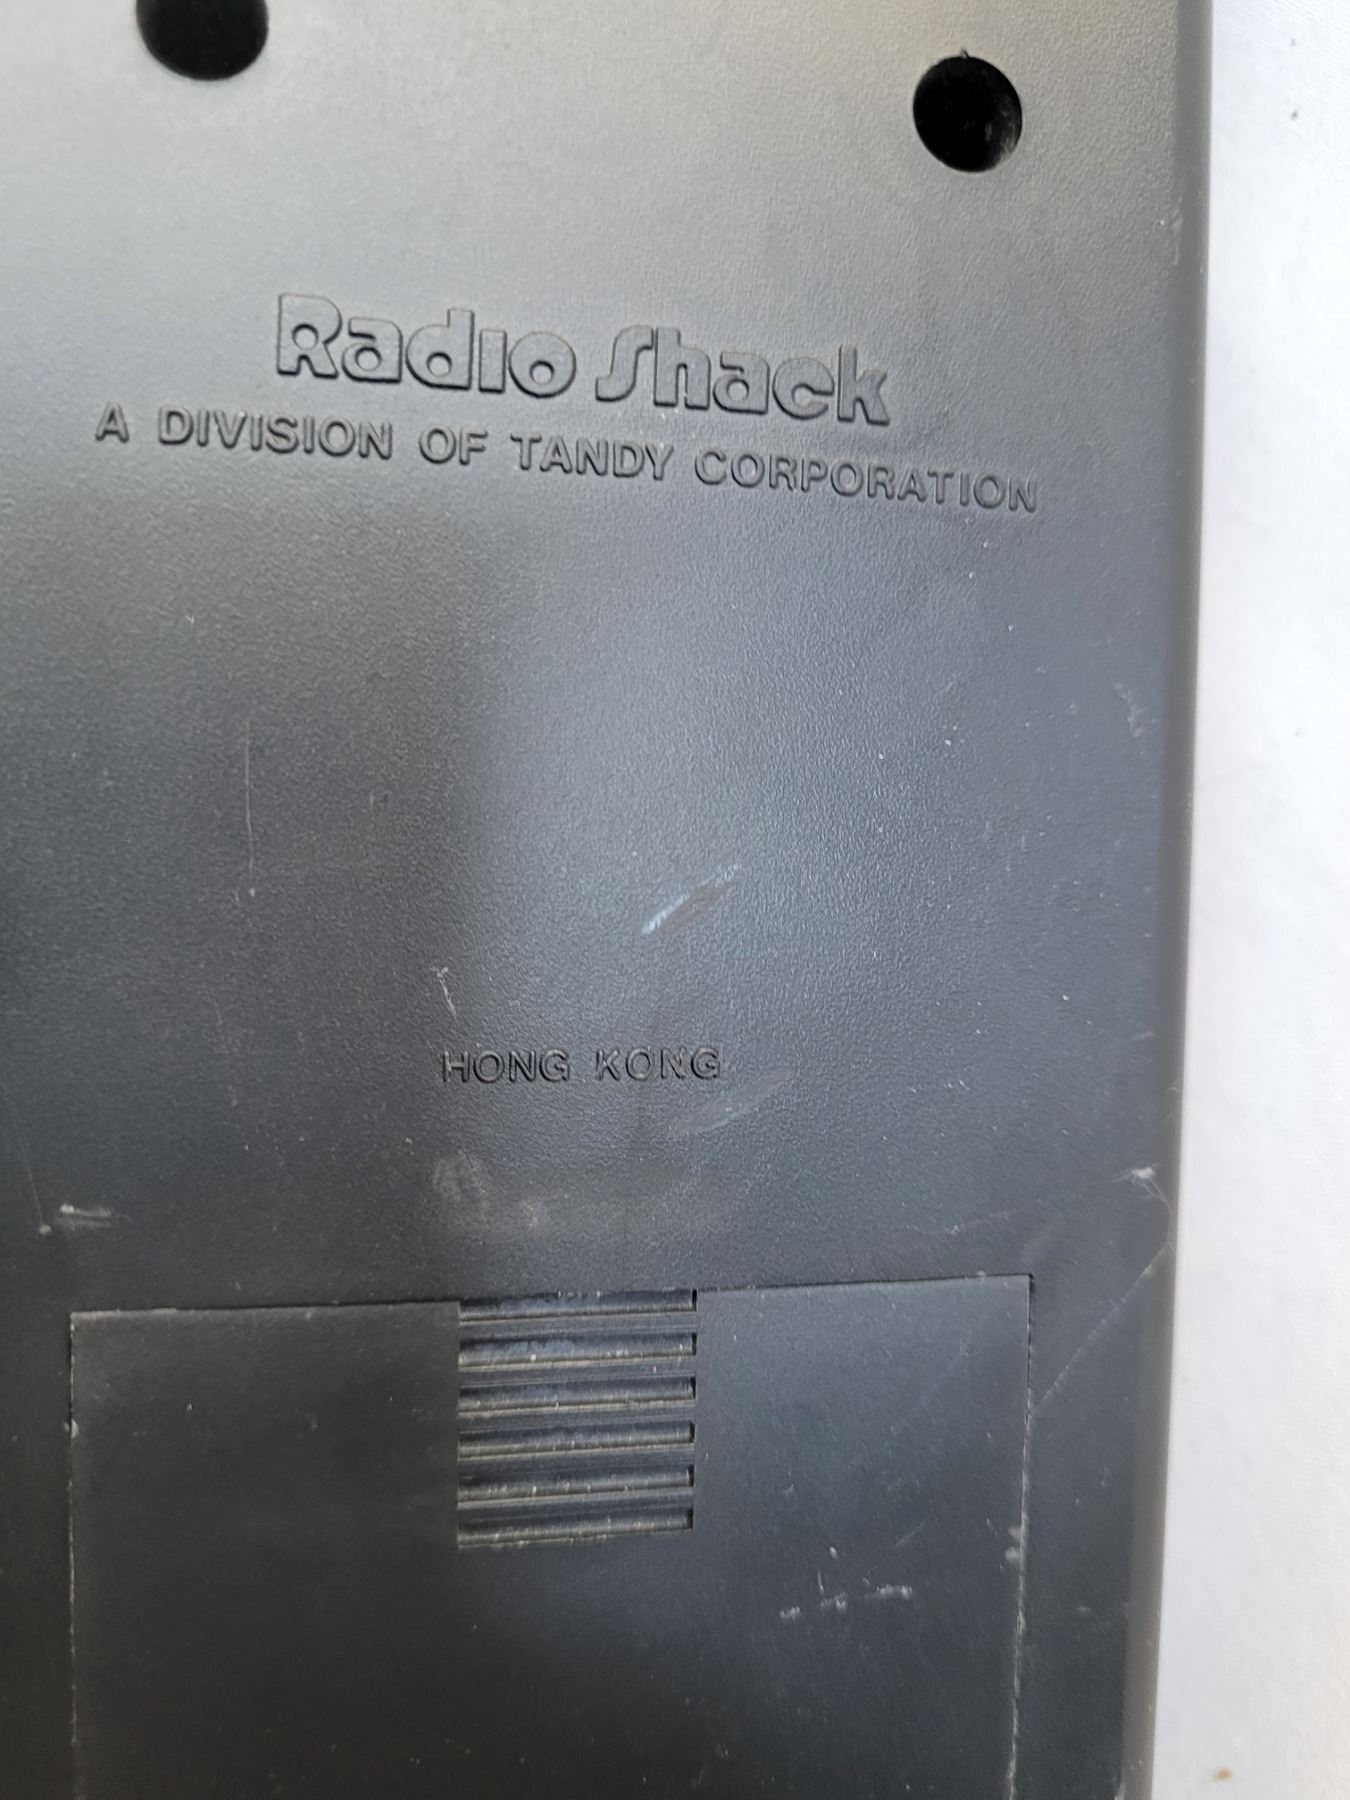 Radio Shack
A DIVISION OF TANDY CORPORATION
HONG KONG